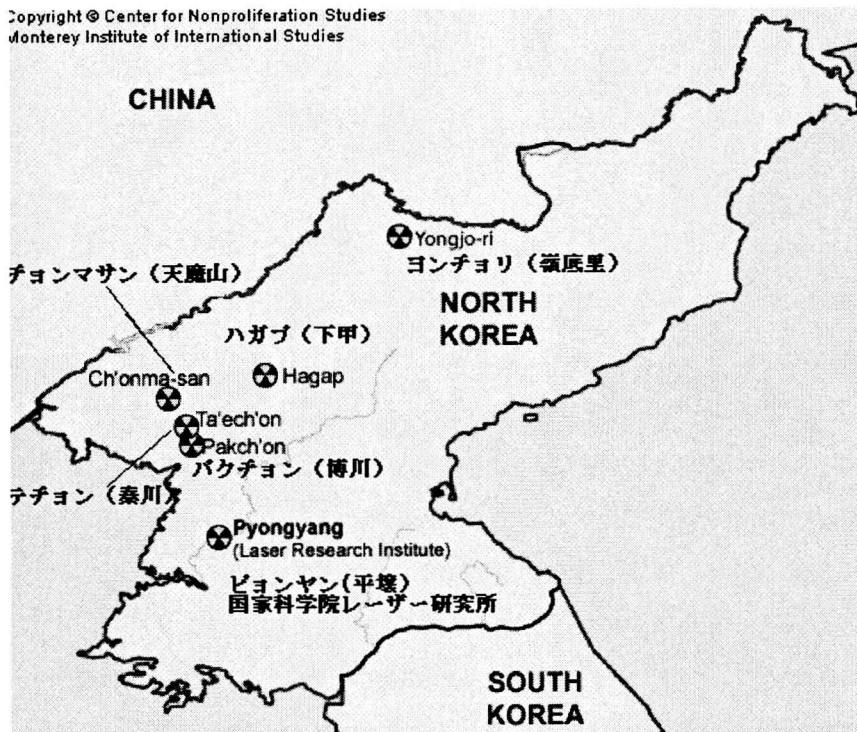 Copyright © Center for Nonproliferation Studies
Monterey Institute of International Studies
CHINA
Yongjo-ri
ヨンチョリ（嶺底里）
チョンマサン（天魔山）
NORTH
KOREA
ハガプ（下甲）
Ch'onma-san
Hagap
Ta'ech'on
Pakch'on
パクチョン（博川）
テチョン（泰川）
Pyongyang
(Laser Research Institute)
ピョンヤン（平壌）
国家科学院レーザー研究所
SOUTH
KOREA